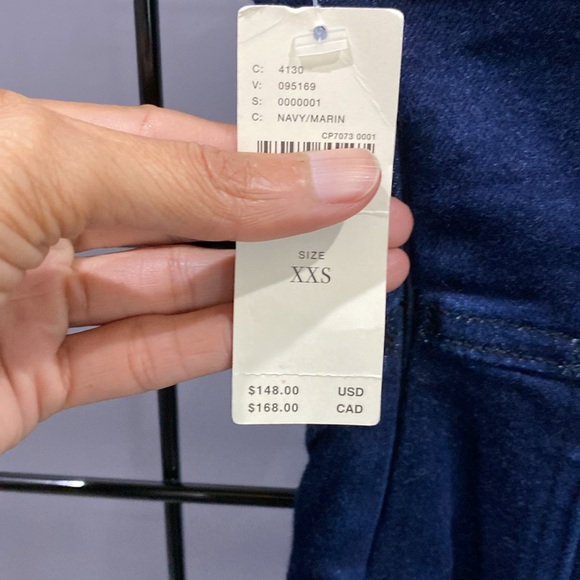 C: 4130
V: 095169
S: 0000001
C: NAVY/MARIN
CP7073 0001
SIZE
XXS
$148.00 USD
$168.00 CAD